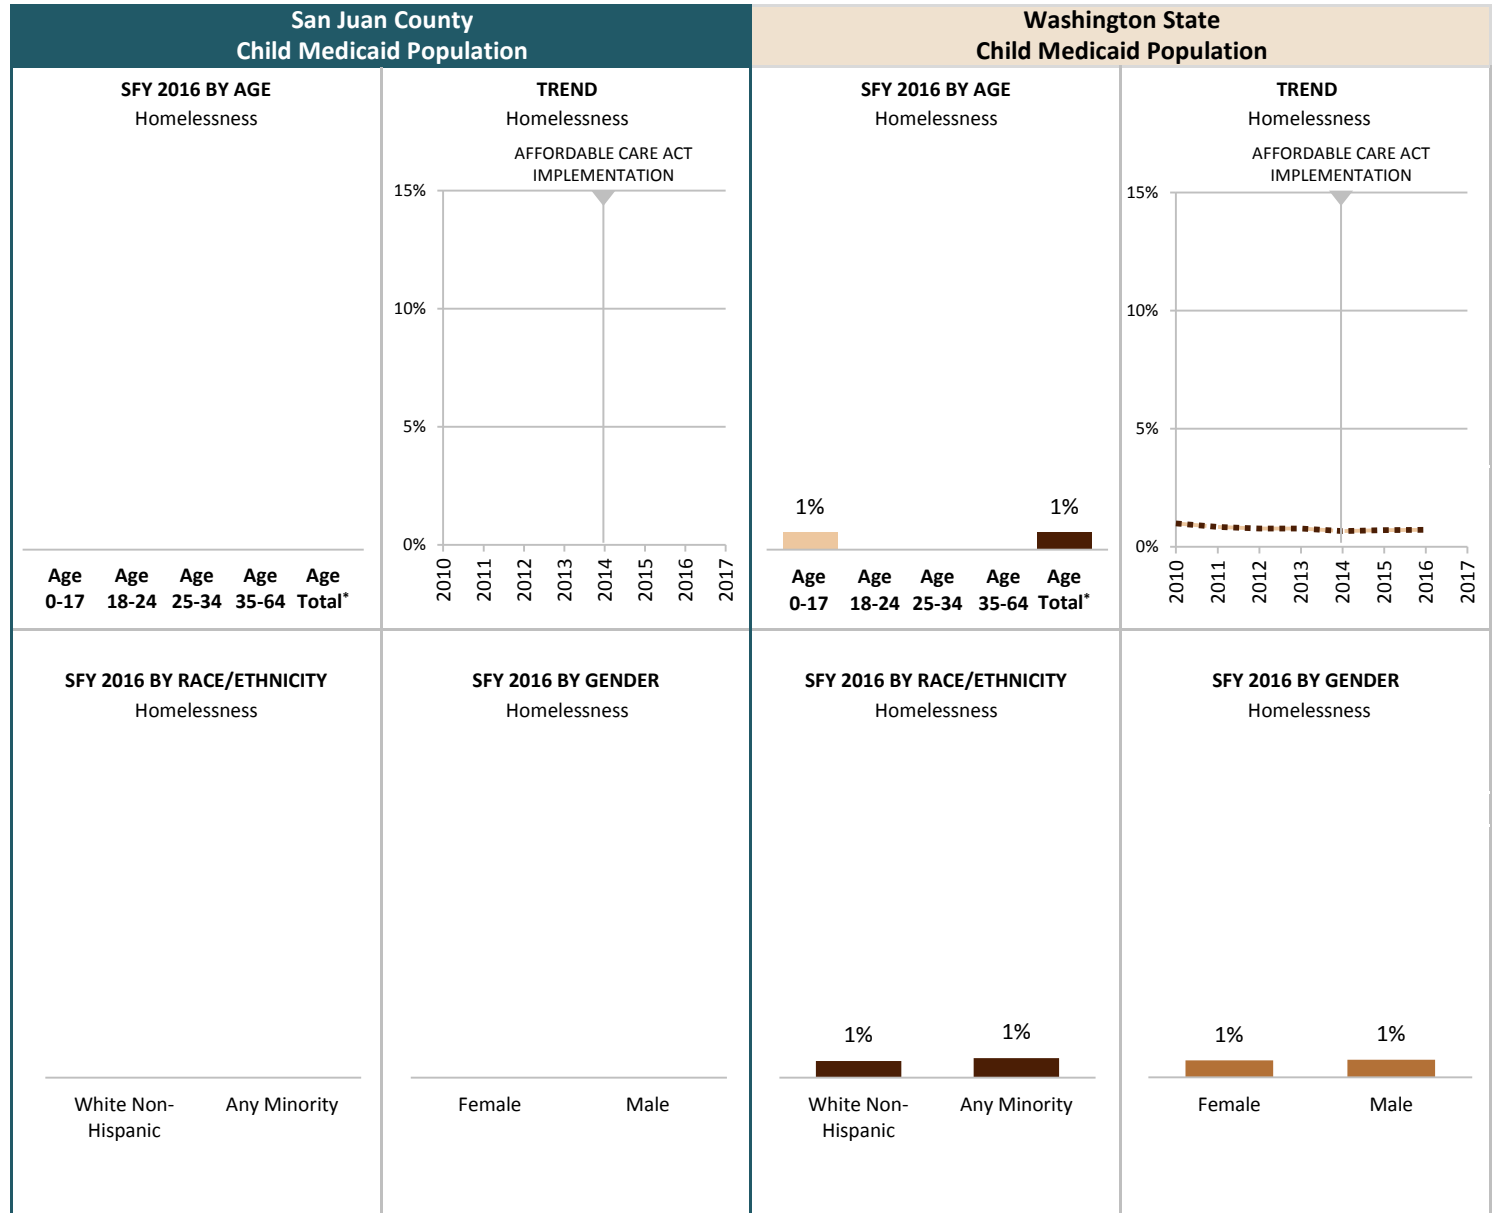 San Juan County
Child Medicaid Population
Washington State
Child Medicaid Population
SFY 2016 BY AGE
Homelessness
Age Age Age Age Age
0-17 18-24 25-34 35-64 Total*
TREND
Homelessness
AFFORDABLE CARE ACT
IMPLEMENTATION
15%
10%
5%
0%
2010 2011 2012 2013 2014 2015 2016 2017
SFY 2016 BY AGE
Homelessness
1% 1%
Age Age Age Age Age
0-17 18-24 25-34 35-64 Total*
TREND
Homelessness
AFFORDABLE CARE ACT
IMPLEMENTATION
15%
10%
5%
0%
2010 2011 2012 2013 2014 2015 2016 2017
SFY 2016 BY RACE/ETHNICITY
Homelessness
White Non- Any Minority
Hispanic
SFY 2016 BY GENDER
Homelessness
Female Male
SFY 2016 BY RACE/ETHNICITY
Homelessness
1% 1%
White Non- Any Minority
Hispanic
SFY 2016 BY GENDER
Homelessness
1% 1%
Female Male